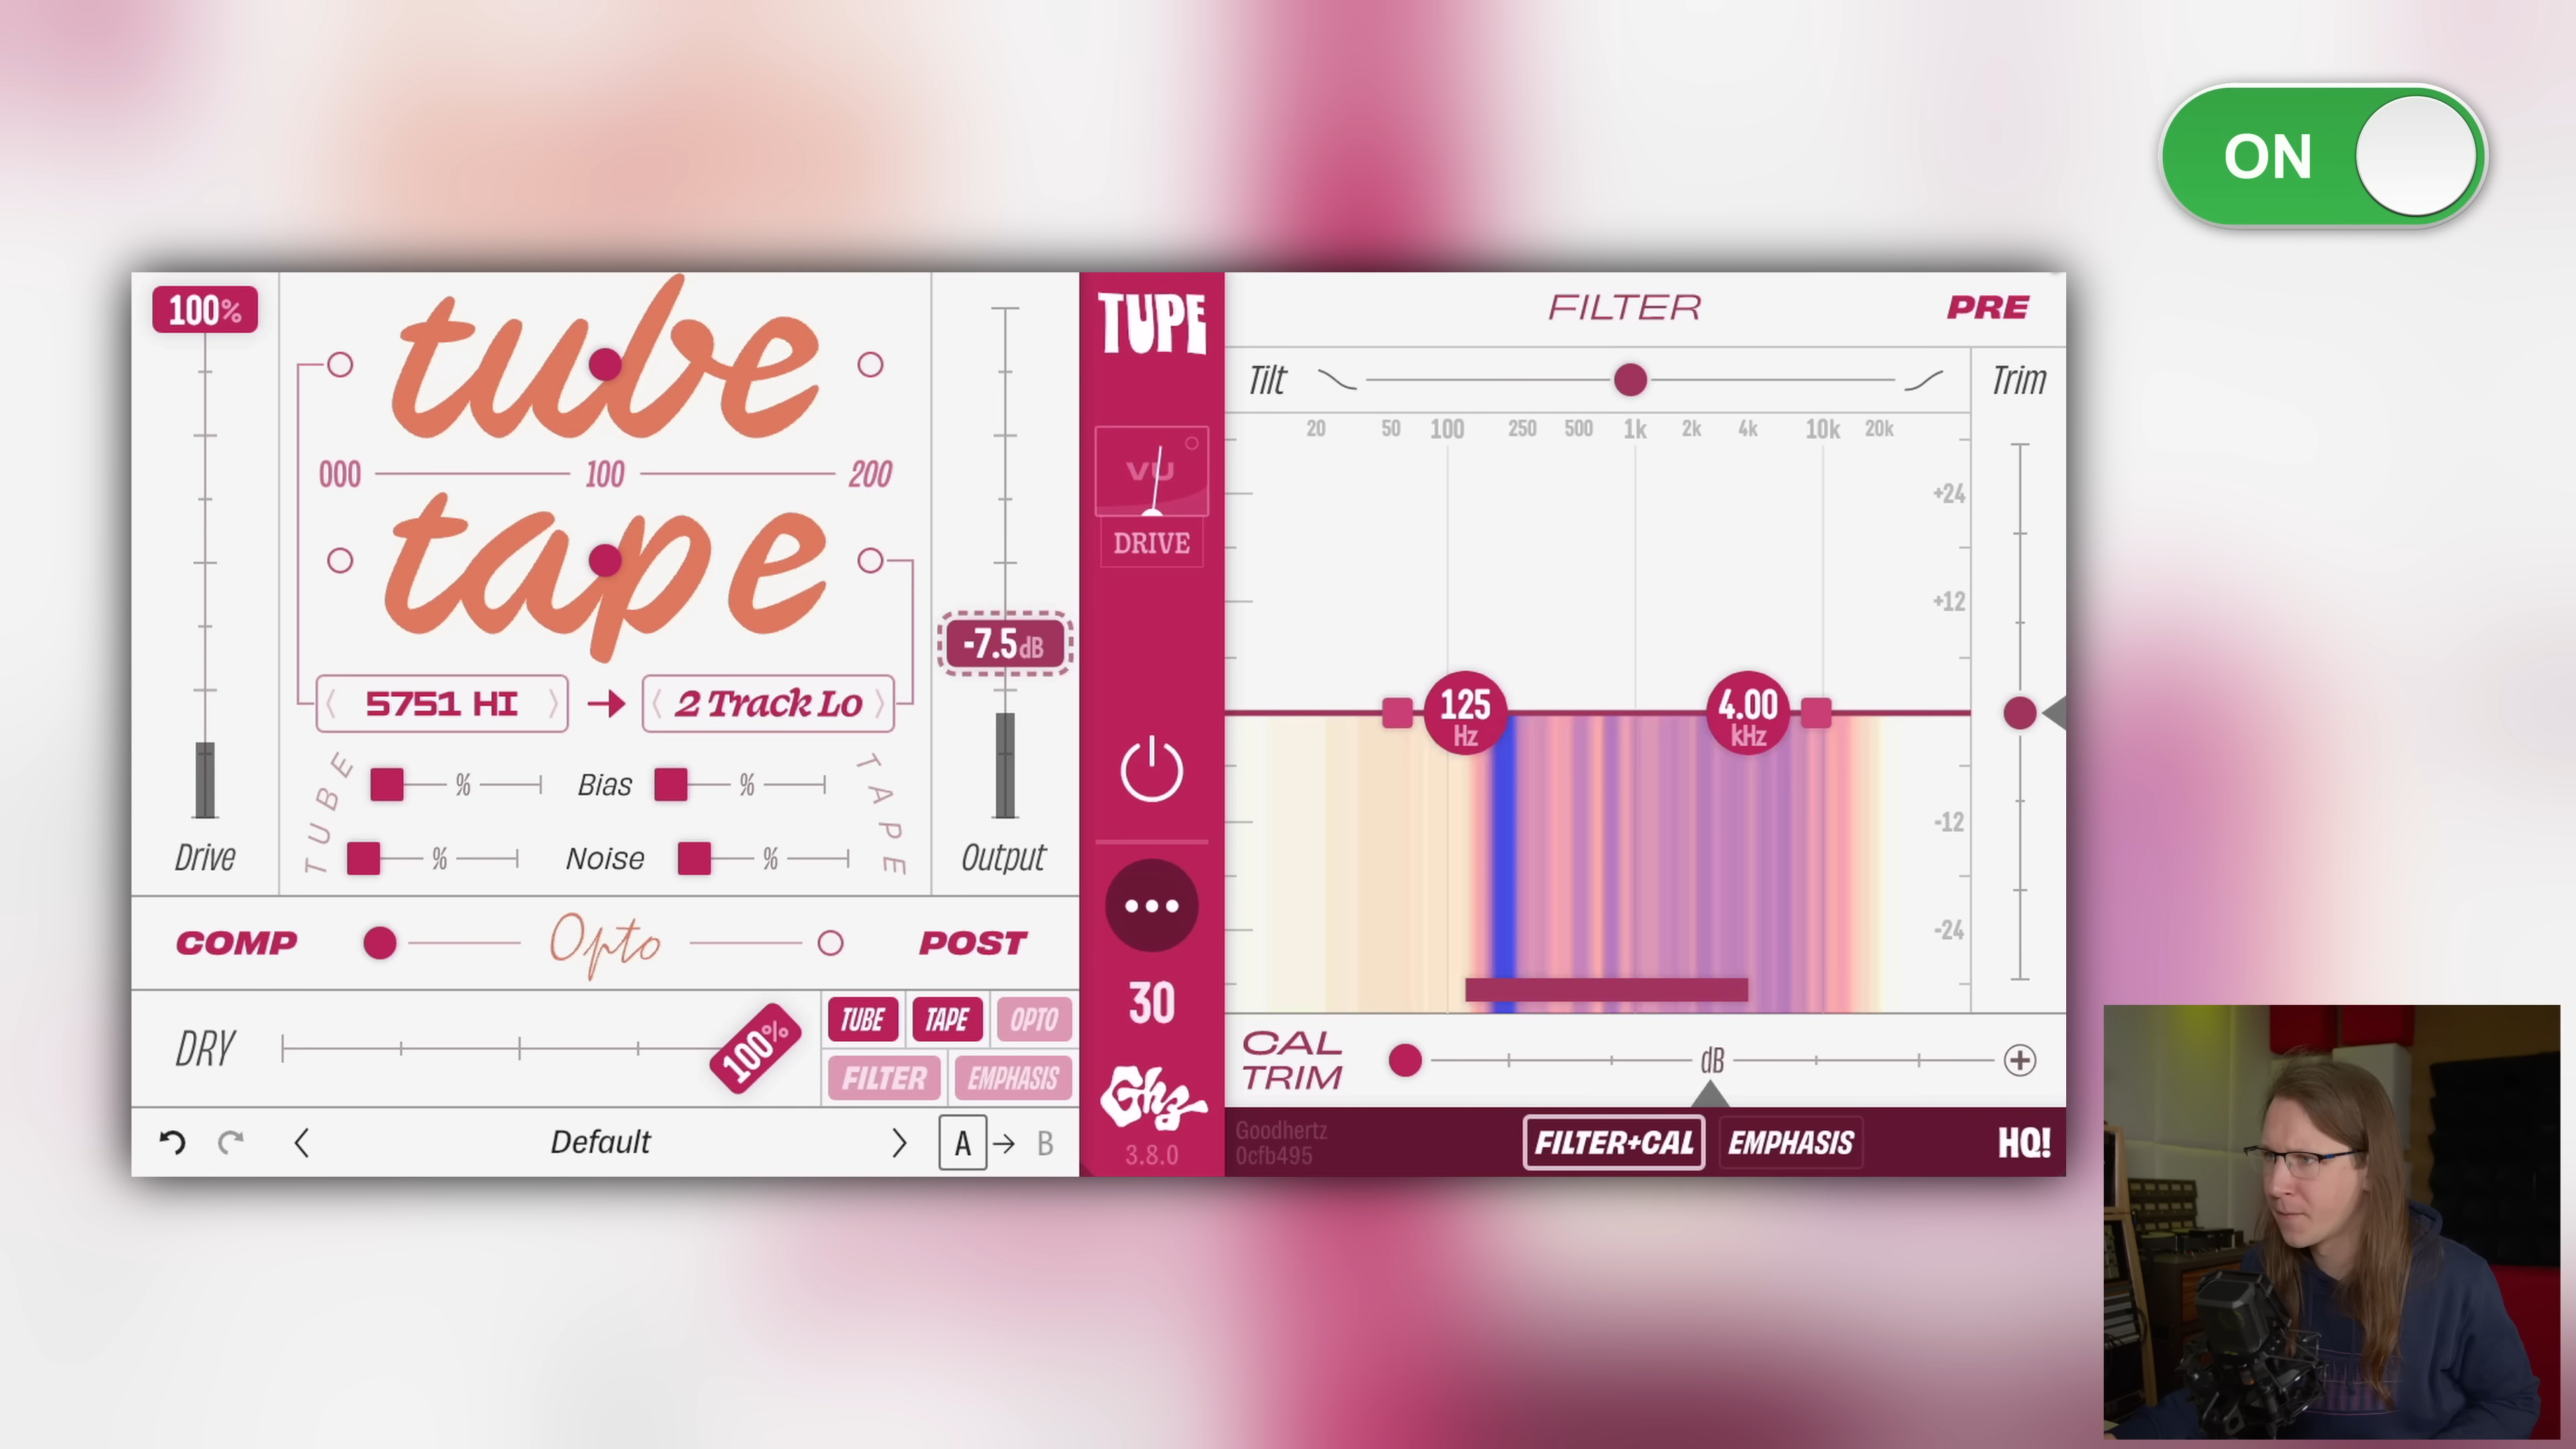 ON
100%
tube
000
100
200
tape
-7.5 dB
5751 HI
2 Track Lo
TUBE
%
Bias
%
TAPE
%
Noise
%
Drive
Output
COMP
Opto
POST
DRY
100%
TUBE
TAPE
OPTO
FILTER
EMPHASIS
Default
A
B
TUPE
VU
DRIVE
30
Ghz
3.8.0
FILTER
PRE
Tilt
Trim
20 50 100 250 500 1k 2k 4k 10k 20k
+24
+12
125 Hz
4.00 kHz
-12
-24
CAL TRIM
dB
Goodhertz
0cfb495
FILTER+CAL
EMPHASIS
HQ!